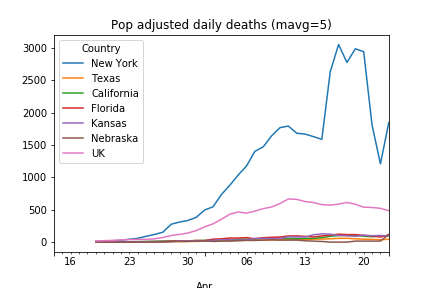 Pop adjusted daily deaths (mavg=5)
3000
2500
2000
1500
1000
500
0
Country
New York
Texas
California
Florida
Kansas
Nebraska
UK
16 23 30 06 13 20
Apr